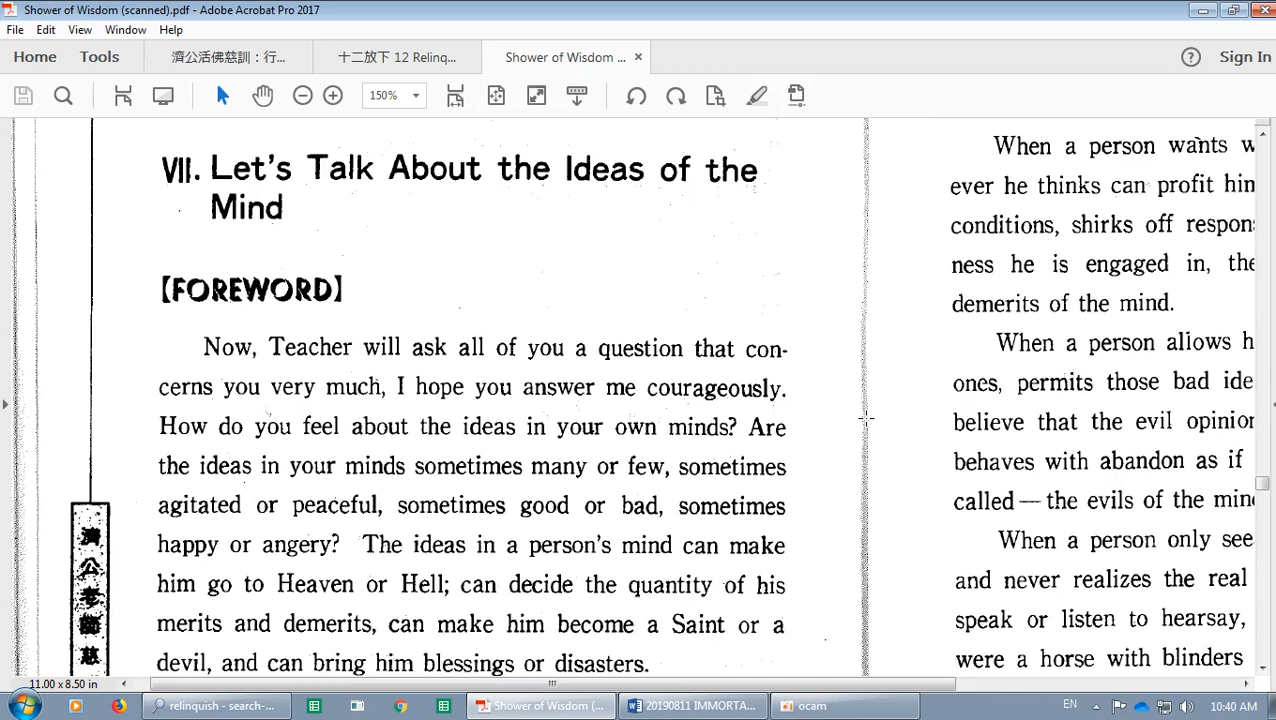 Shower of Wisdom (scanned).pdf - Adobe Acrobat Pro 2017
File Edit View Window Help
Home Tools 濟公活佛慈訓：行... 十二放下 12 Relinq... Shower of Wisdom ... × Sign In
150%
VII. Let's Talk About the Ideas of the
Mind
【FOREWORD】
Now, Teacher will ask all of you a question that con-
cerns you very much, I hope you answer me courageously.
How do you feel about the ideas in your own minds? Are
the ideas in your minds sometimes many or few, sometimes
agitated or peaceful, sometimes good or bad, sometimes
happy or angery? The ideas in a person's mind can make
him go to Heaven or Hell; can decide the quantity of his
merits and demerits, can make him become a Saint or a
devil, and can bring him blessings or disasters.
濟公老師慈
When a person wants w
ever he thinks can profit him
conditions, shirks off respon
ness he is engaged in, the
demerits of the mind.
When a person allows h
ones, permits those bad ide
believe that the evil opinion
behaves with abandon as if
called — the evils of the min
When a person only see
and never realizes the real
speak or listen to hearsay,
were a horse with blinders
11.00 x 8.50 in
relinquish - search-... Shower of Wisdom (... 20190811 IMMORTA... ocam EN 10:40 AM